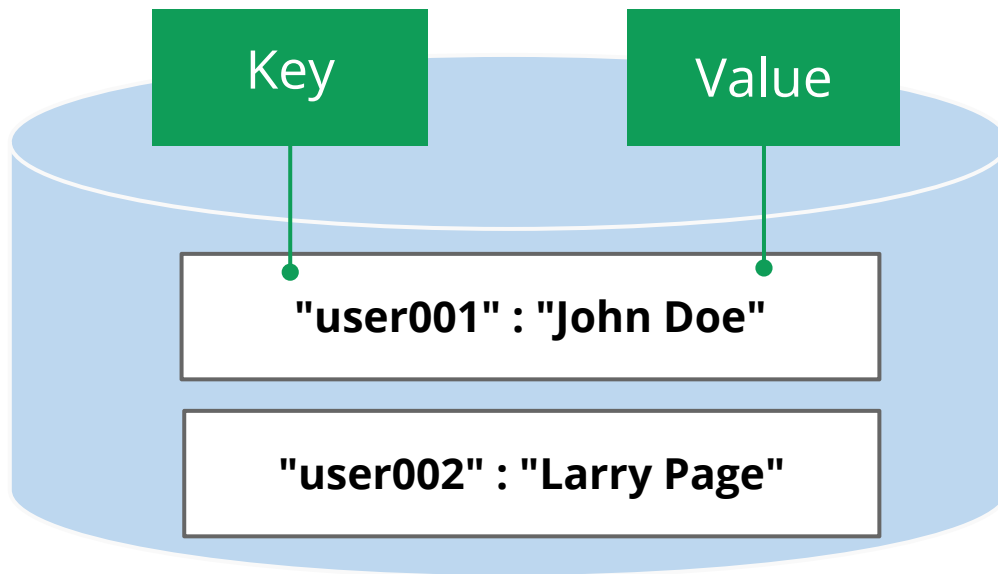 Key
Value
"user001" : "John Doe"
"user002" : "Larry Page"